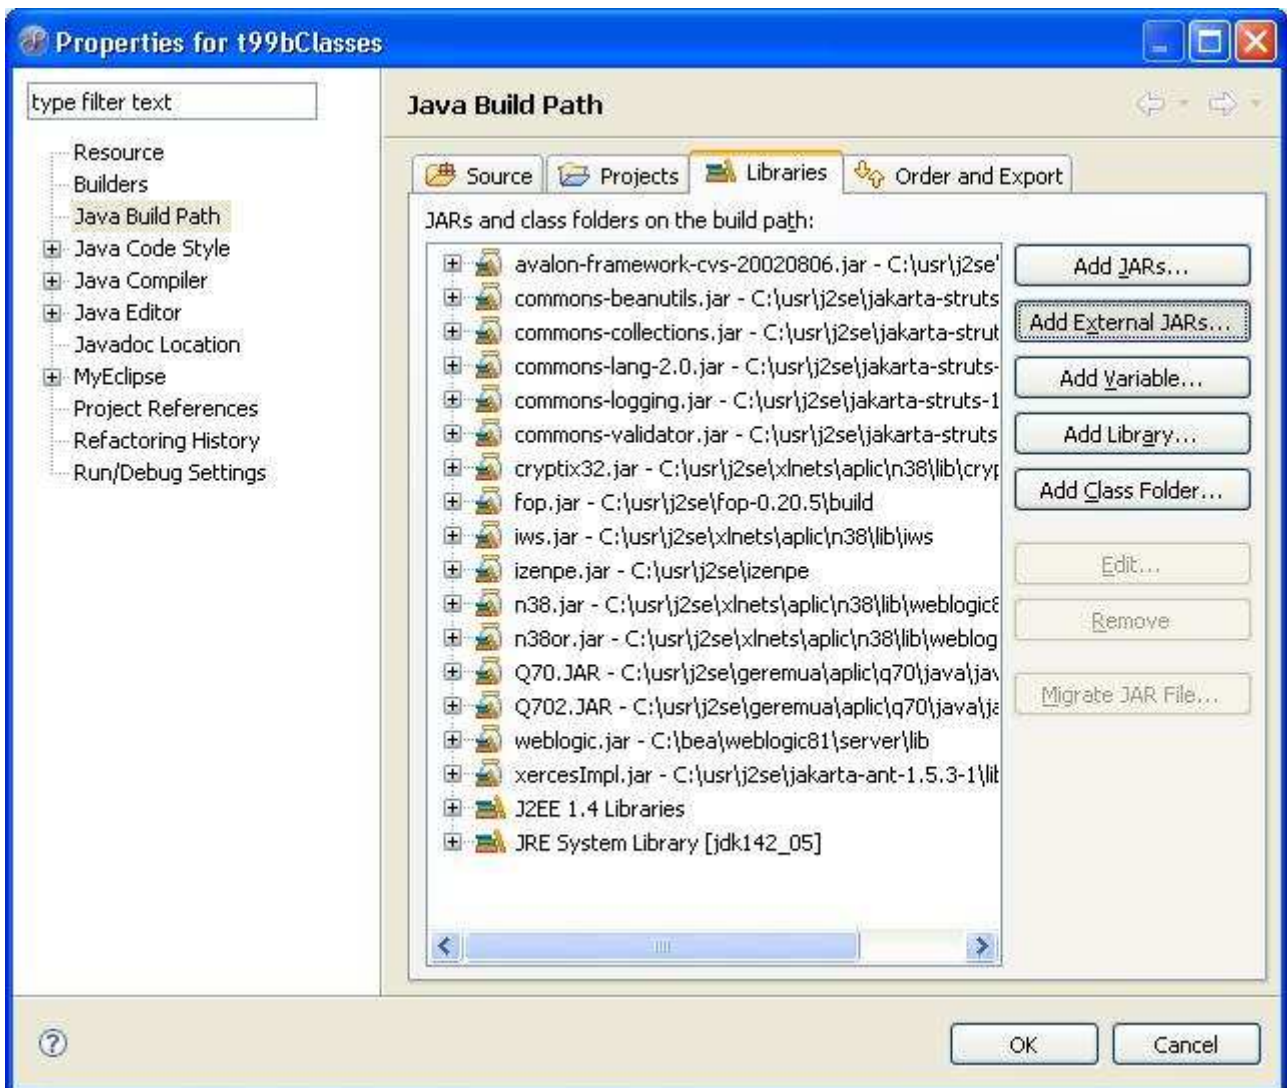 Properties for t99bClasses
type filter text
Resource
Builders
Java Build Path
Java Code Style
Java Compiler
Java Editor
Javadoc Location
MyEclipse
Project References
Refactoring History
Run/Debug Settings
Java Build Path
Source Projects Libraries Order and Export
JARs and class folders on the build path:
avalon-framework-cvs-20020806.jar - C:\usr\j2se'
commons-beanutils.jar - C:\usr\j2se\jakarta-struts
commons-collections.jar - C:\usr\j2se\jakarta-strut
commons-lang-2.0.jar - C:\usr\j2se\jakarta-struts-
commons-logging.jar - C:\usr\j2se\jakarta-struts-1
commons-validator.jar - C:\usr\j2se\jakarta-struts
cryptix32.jar - C:\usr\j2se\xlnets\aplic\n38\lib\cryp
fop.jar - C:\usr\j2se\fop-0.20.5\build
iws.jar - C:\usr\j2se\xlnets\aplic\n38\lib\iws
izenpe.jar - C:\usr\j2se\izenpe
n38.jar - C:\usr\j2se\xlnets\aplic\n38\lib\weblogic8
n38or.jar - C:\usr\j2se\xlnets\aplic\n38\lib\weblog
Q70.JAR - C:\usr\j2se\geremua\aplic\q70\java\jav
Q702.JAR - C:\usr\j2se\geremua\aplic\q70\java\ja
weblogic.jar - C:\bea\weblogic81\server\lib
xercesImpl.jar - C:\usr\j2se\jakarta-ant-1.5.3-1\lib
J2EE 1.4 Libraries
JRE System Library [jdk142_05]
Add JARs...
Add External JARs...
Add Variable...
Add Library...
Add Class Folder...
Edit...
Remove
Migrate JAR File...
OK Cancel